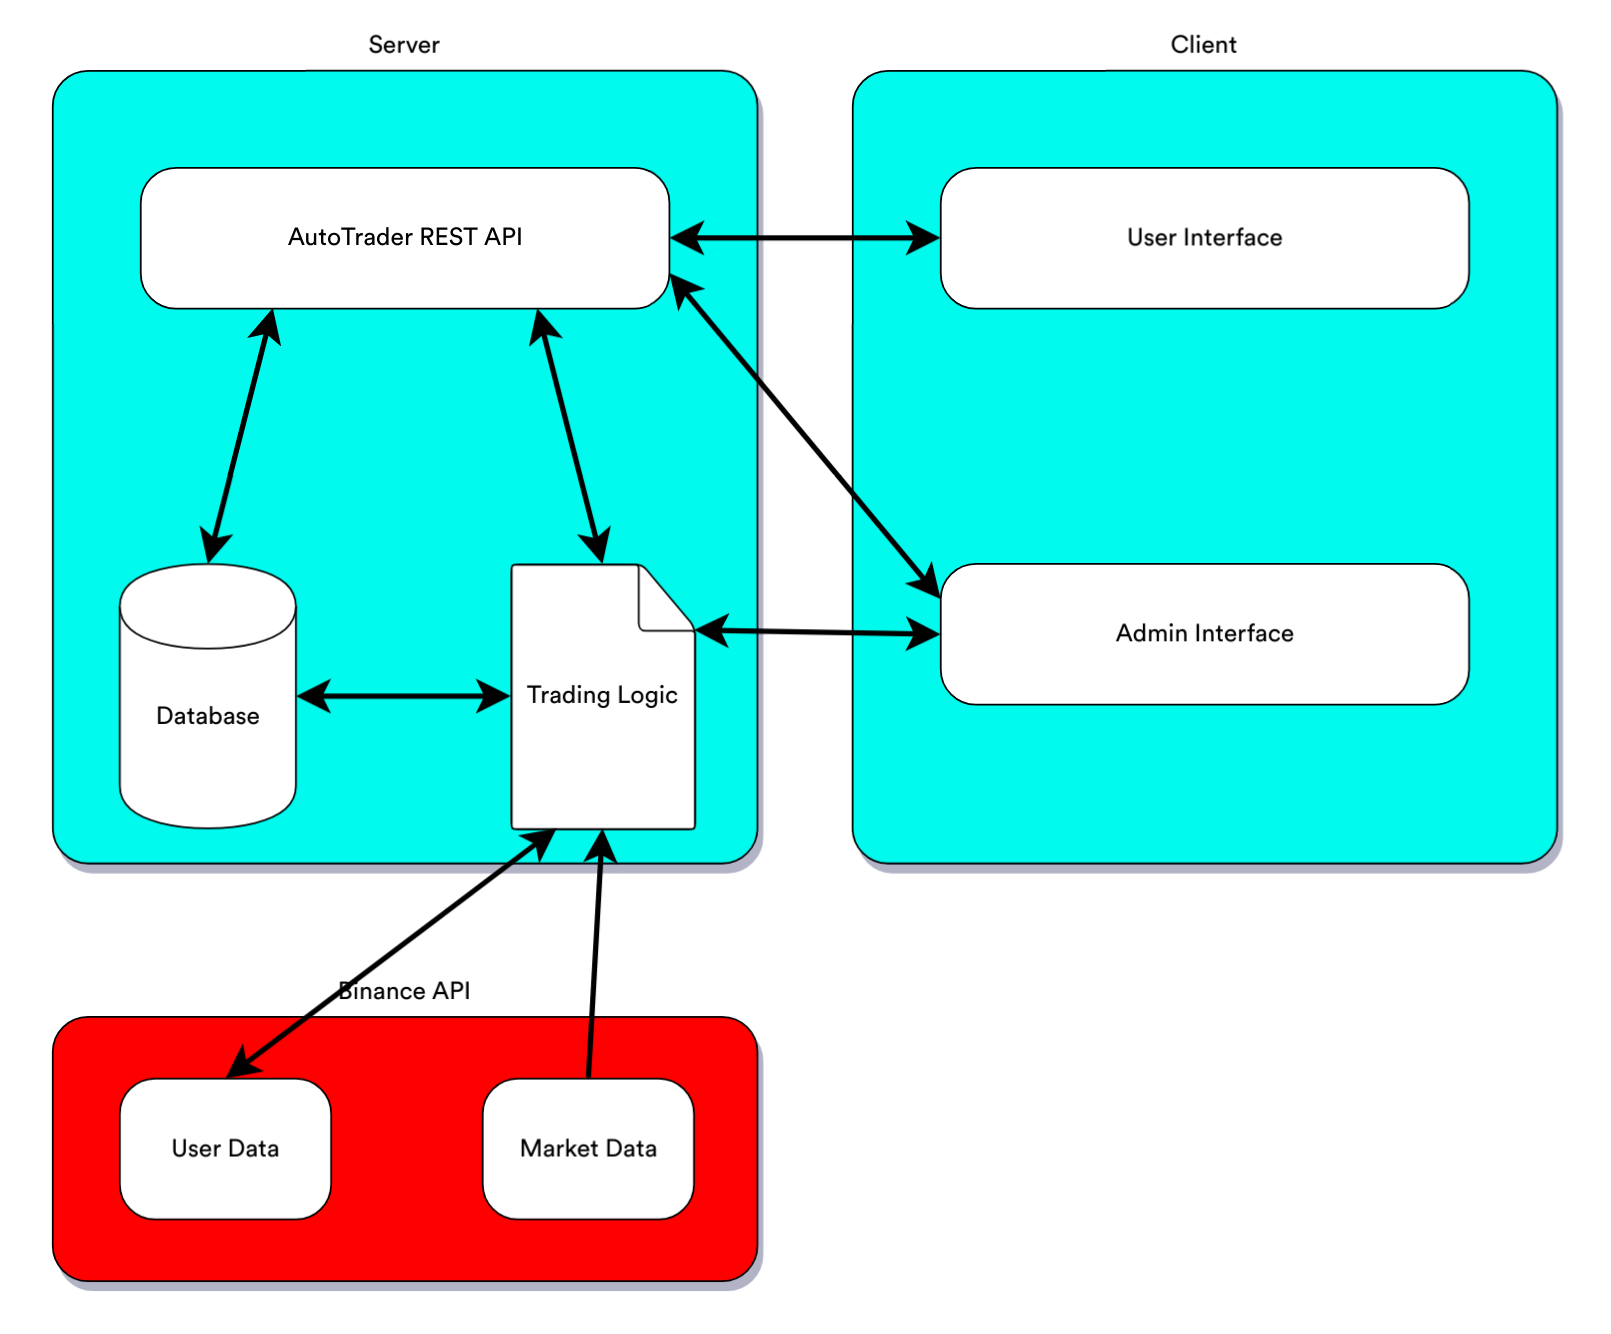 Server
Client
AutoTrader REST API
User Interface
Admin Interface
Database
Trading Logic
Binance API
User Data
Market Data